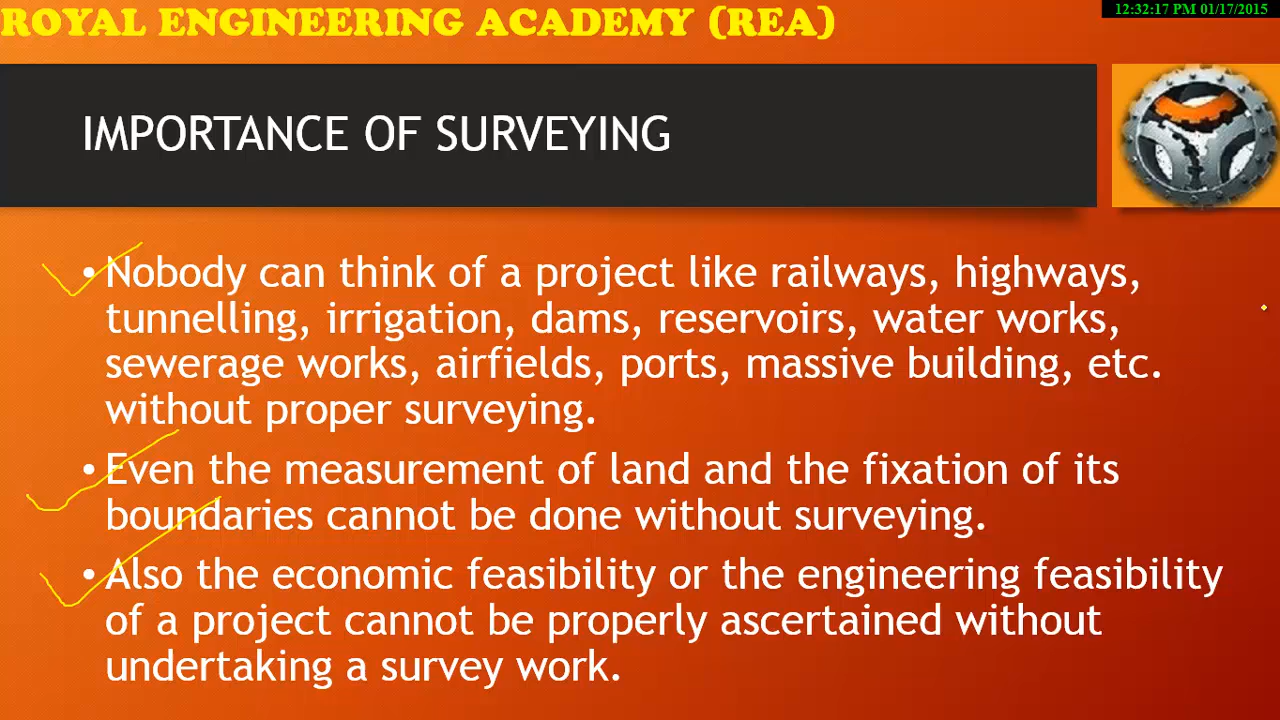 ROYAL ENGINEERING ACADEMY (REA)
12:32:17 PM 01/17/2015
IMPORTANCE OF SURVEYING
• Nobody can think of a project like railways, highways,
tunnelling, irrigation, dams, reservoirs, water works,
sewerage works, airfields, ports, massive building, etc.
without proper surveying.
• Even the measurement of land and the fixation of its
boundaries cannot be done without surveying.
• Also the economic feasibility or the engineering feasibility
of a project cannot be properly ascertained without
undertaking a survey work.